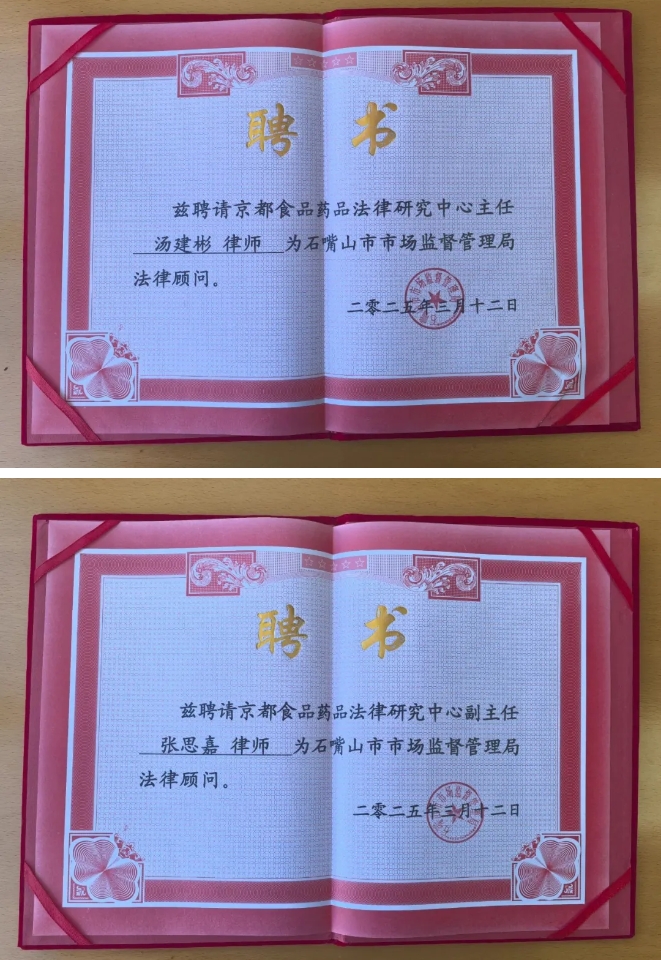 聘书
兹聘请京都食品药品法律研究中心主任
汤建彬 律师 为石嘴山市市场监督管理局
法律顾问。
二零二五年三月十二日
聘书
兹聘请京都食品药品法律研究中心副主任
张思嘉 律师 为石嘴山市市场监督管理局
法律顾问。
二零二五年三月十二日